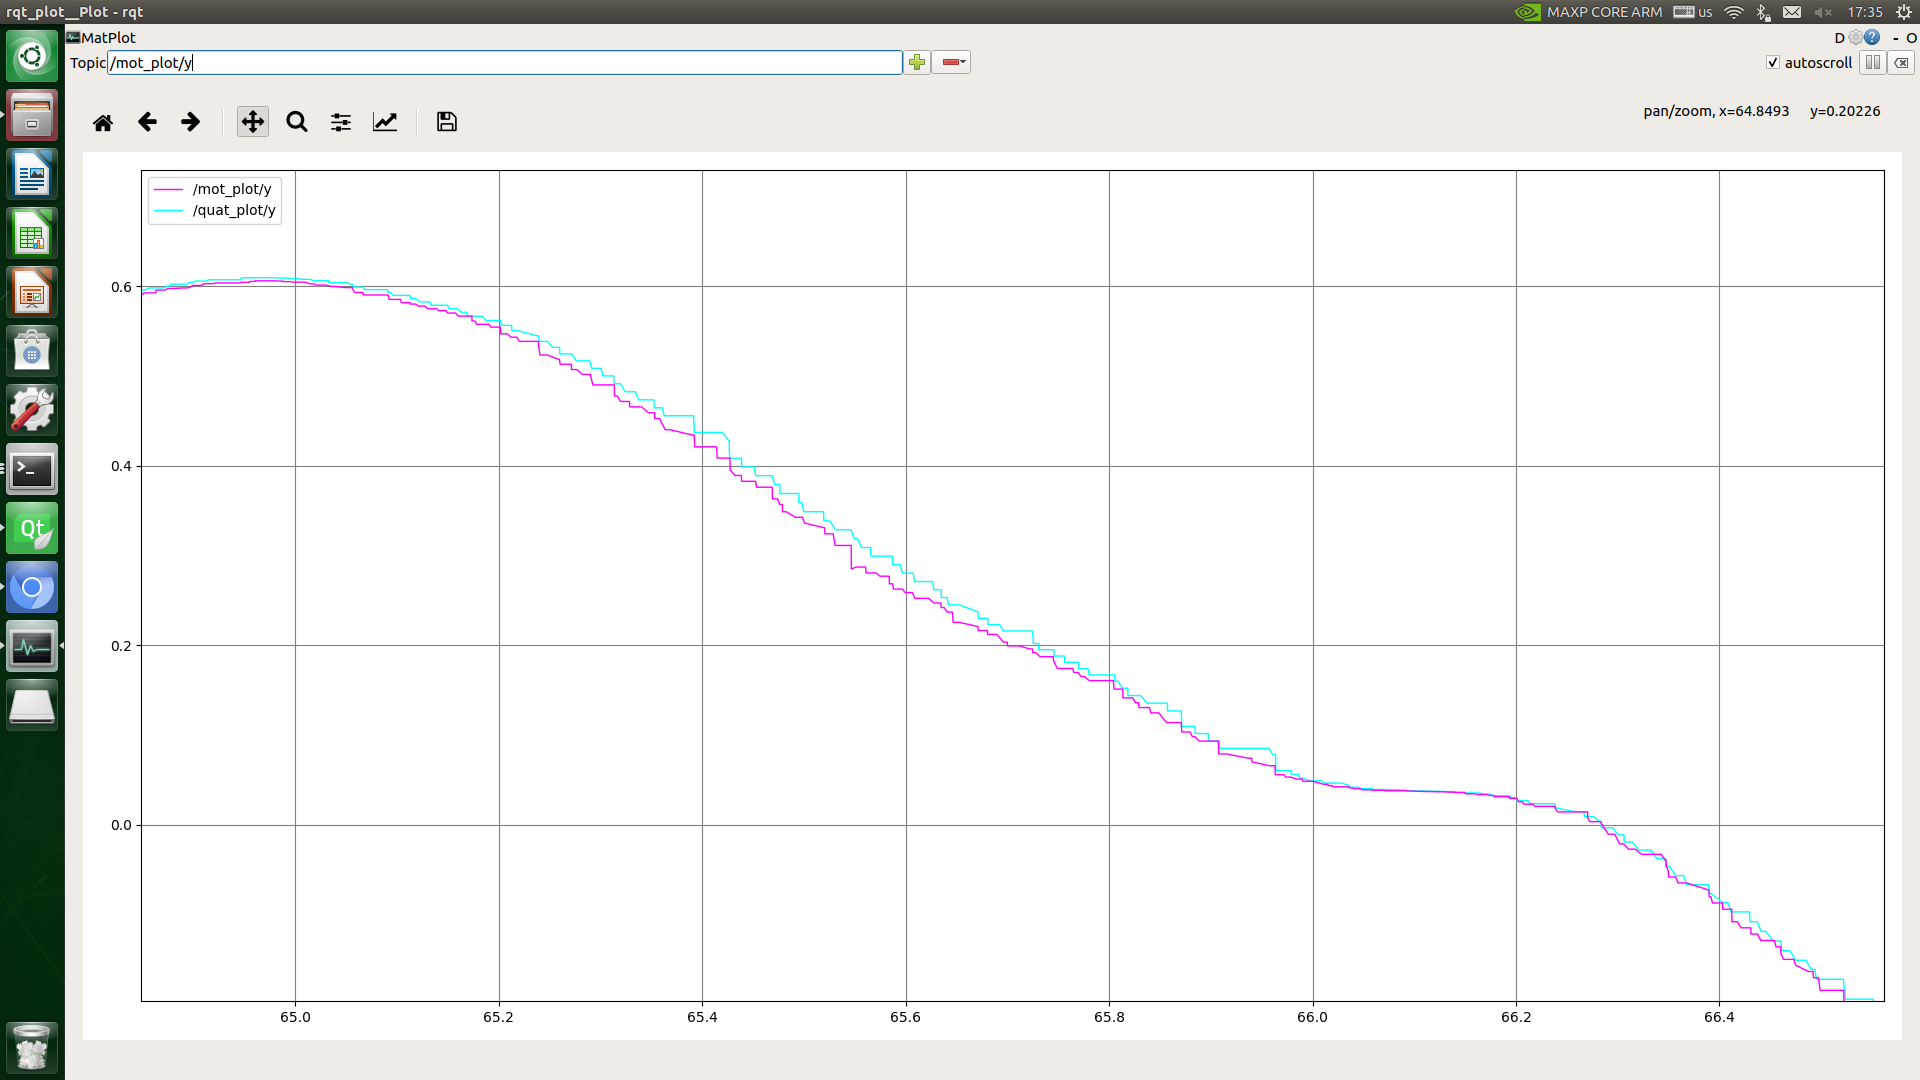 rqt_plot__Plot - rqt
MAXP CORE ARM us 17:35
MatPlot
D ? - O
Topic /mot_plot/y
autoscroll
pan/zoom, x=64.8493 y=0.20226
/mot_plot/y
/quat_plot/y
0.6
0.4
0.2
0.0
65.0 65.2 65.4 65.6 65.8 66.0 66.2 66.4
>_
Qt